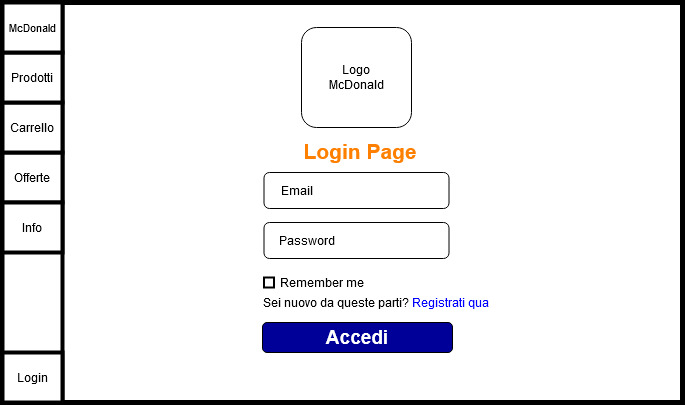 McDonald
Prodotti
Carrello
Offerte
Info
Login
Logo
McDonald
Login Page
Email
Password
Remember me
Sei nuovo da queste parti? Registrati qua
Accedi